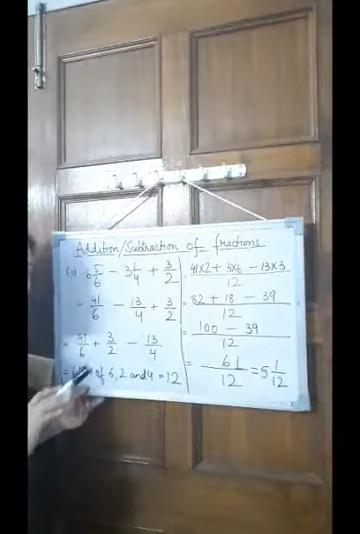 Addition/Subtraction of fractions
6 5/6 - 3 1/4 + 3/2
= 41/6 - 13/4 + 3/2
= 41/6 + 3/2 - 13/4
of 6, 2 and 4 = 12
= 41×2 + 3×6 - 13×3 / 12
= 82 + 18 - 39 / 12
= 100 - 39 / 12
= 61/12 = 5 1/12